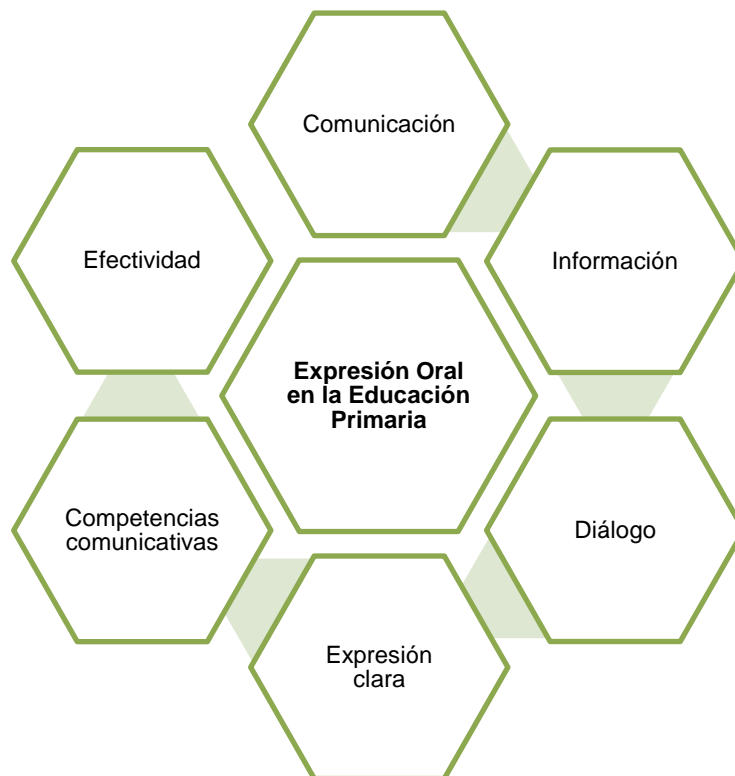 Comunicación
Efectividad
Información
Expresión Oral
en la Educación
Primaria
Competencias
comunicativas
Diálogo
Expresión
clara